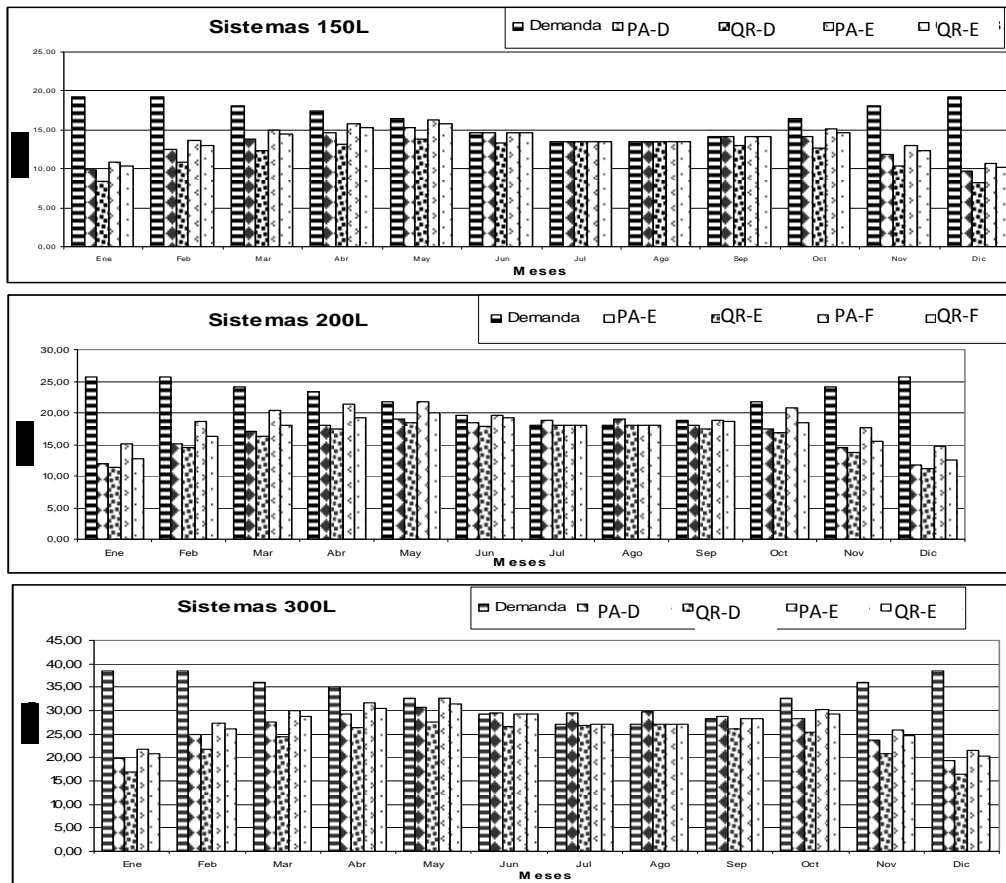 Sistemas 150L
Demanda PA-D QR-D PA-E QR-E
25,00
20,00
15,00
10,00
5,00
0,00
Ene Feb Mar Abr May Jun Jul Ago Sep Oct Nov Dic
Meses
Sistemas 200L
Demanda PA-E QR-E PA-F QR-F
30,00
25,00
20,00
15,00
10,00
5,00
0,00
Ene Feb Mar Abr May Jun Jul Ago Sep Oct Nov Dic
Meses
Sistemas 300L
Demanda PA-D QR-D PA-E QR-E
45,00
40,00
35,00
30,00
25,00
20,00
15,00
10,00
5,00
0,00
Ene Feb Mar Abr May Jun Jul Ago Sep Oct Nov Dic
Meses